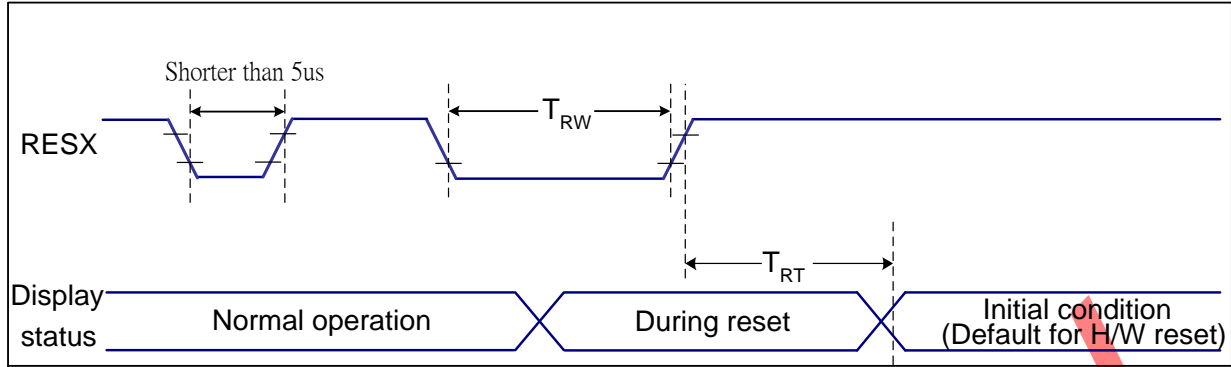 Shorter than 5us
RESX
TRW
TRT
Display
status
Normal operation
During reset
Initial condition
(Default for H/W reset)